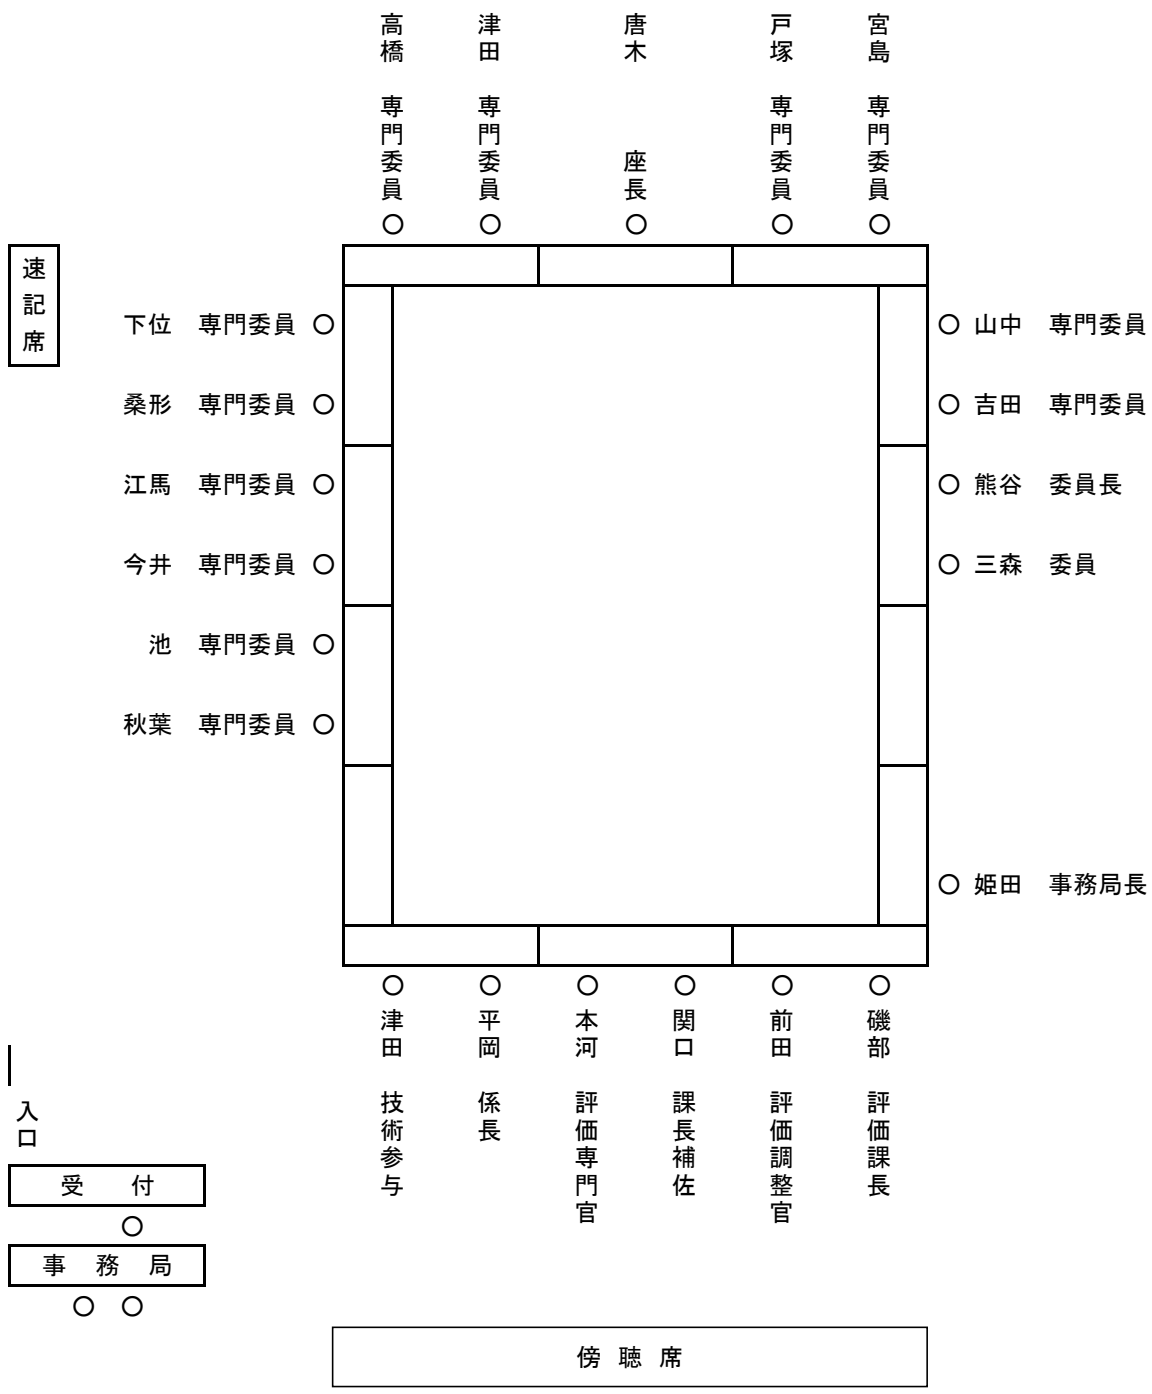 高橋　専門委員
津田　専門委員
唐木　座長
戸塚　専門委員
宮島　専門委員
速記席
下位　専門委員
桑形　専門委員
江馬　専門委員
今井　専門委員
池　専門委員
秋葉　専門委員
山中　専門委員
吉田　専門委員
熊谷　委員長
三森　委員
姫田　事務局長
津田　技術参与
平岡　係長
本河　評価専門官
関口　課長補佐
前田　評価調整官
磯部　評価課長
入口
受　付
事　務　局
傍　聴　席